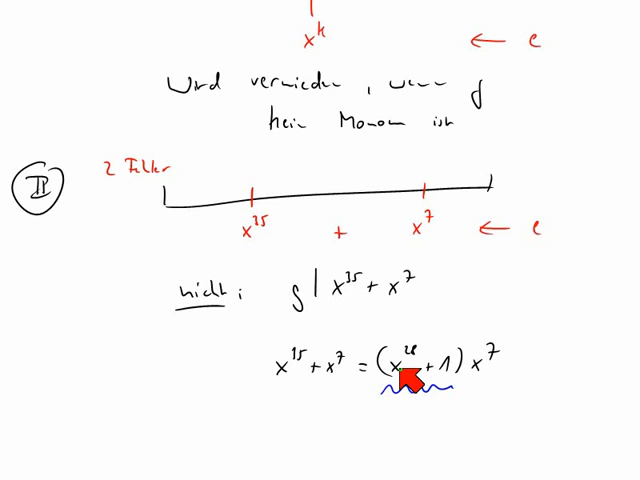 x^k ← e
Wird vermieden, wenn g
kein Monom ist
II 2 Fehler
x^35 + x^7 ← e
nicht: g | x^35 + x^7
x^35 + x^7 = (x^28 + 1) x^7